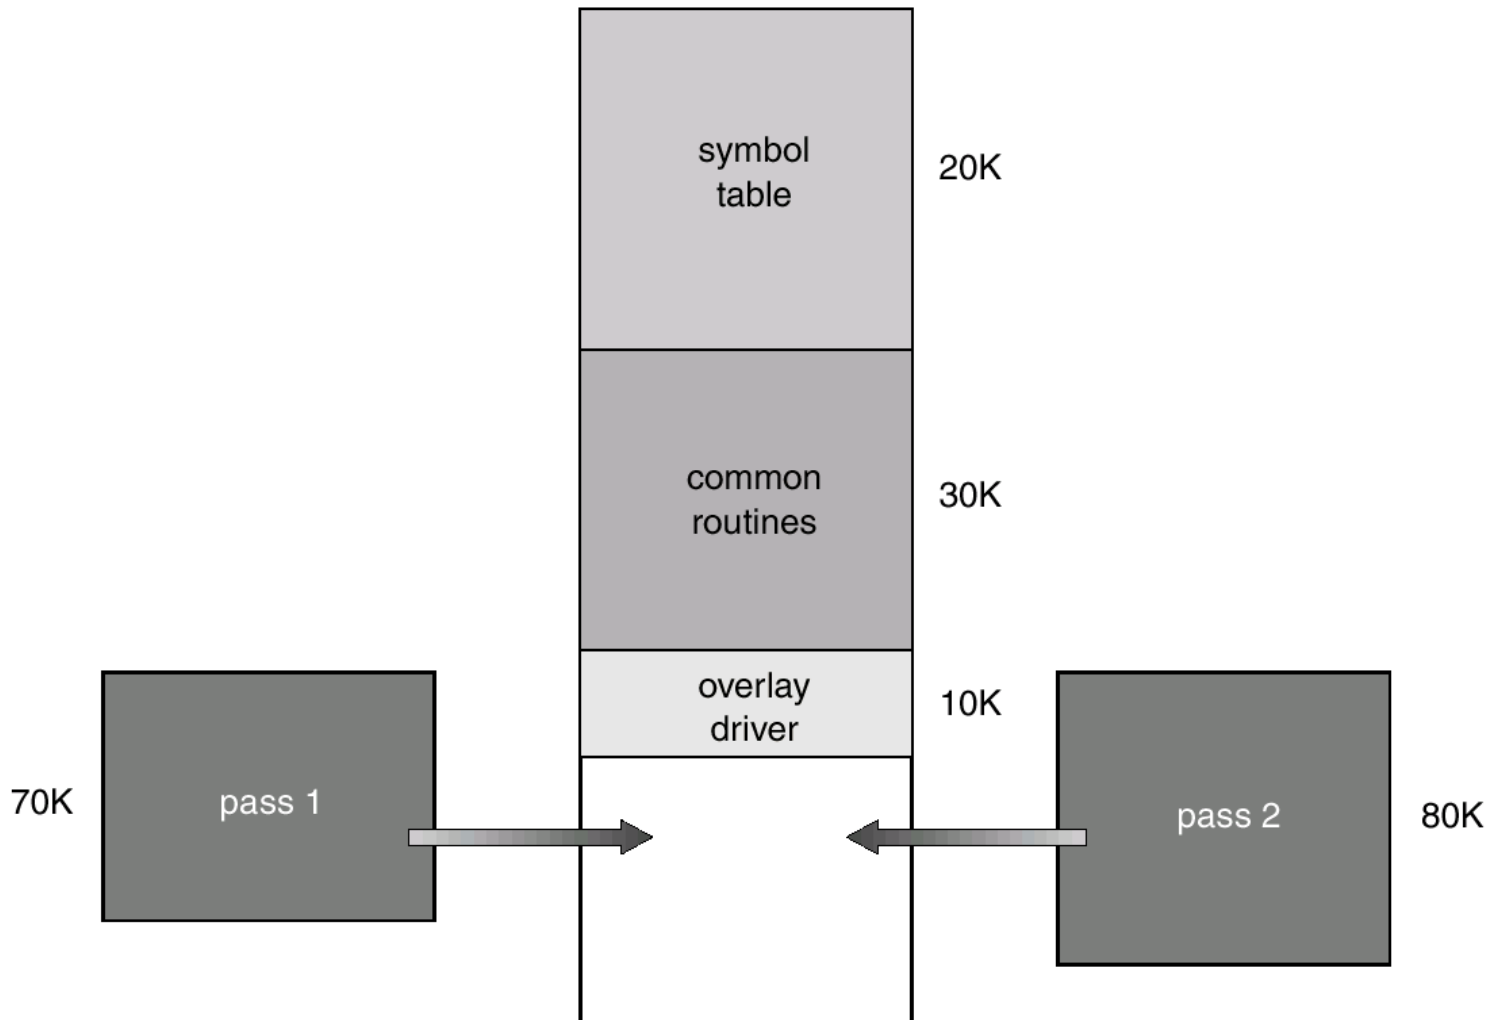 symbol
table
20K
common
routines
30K
overlay
driver
10K
70K
pass 1
pass 2
80K